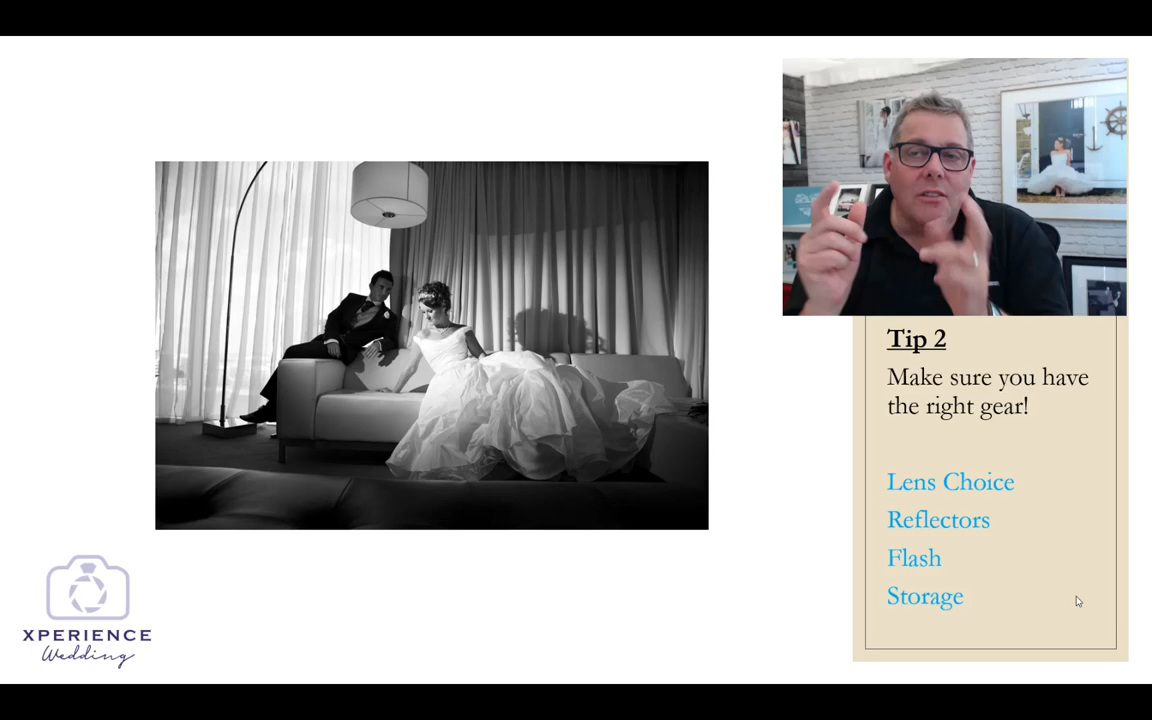 Tip 2
Make sure you have
the right gear!
Lens Choice
Reflectors
Flash
Storage
XPERIENCE
Wedding